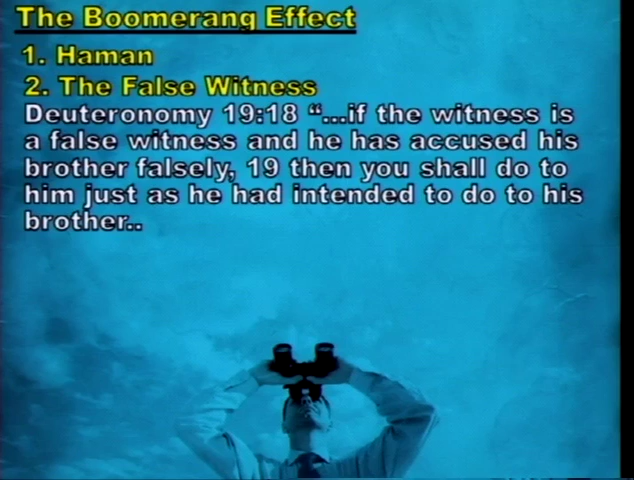 The Boomerang Effect
1. Haman
2. The False Witness
Deuteronomy 19:18 “...if the witness is
a false witness and he has accused his
brother falsely, 19 then you shall do to
him just as he had intended to do to his
brother..